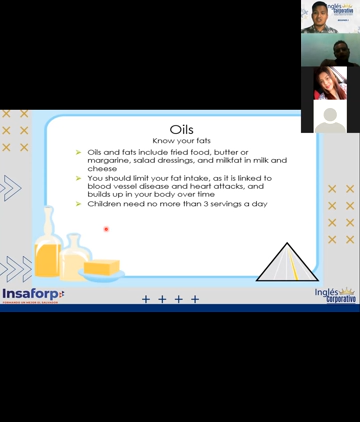 Inglés
Corporativo
Oils
Know your fats
➢ Oils and fats include fried food, butter or
margarine, salad dressings, and milkfat in milk and
cheese
➢ You should limit your fat intake, as it is linked to
blood vessel disease and heart attacks, and
builds up in your body over time
➢ Children need no more than 3 servings a day
Insaforp
Inglés
Corporativo